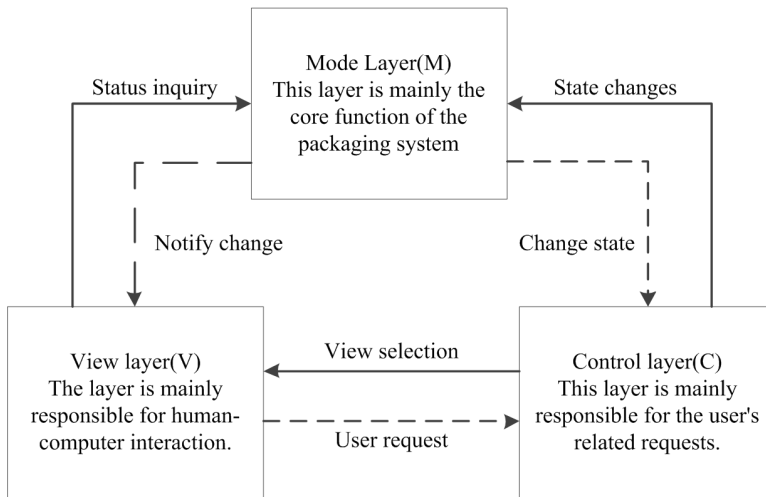 Mode Layer(M)
This layer is mainly the
core function of the
packaging system
Status inquiry
State changes
Notify change
Change state
View layer(V)
The layer is mainly
responsible for human-
computer interaction.
View selection
User request
Control layer(C)
This layer is mainly
responsible for the user's
related requests.